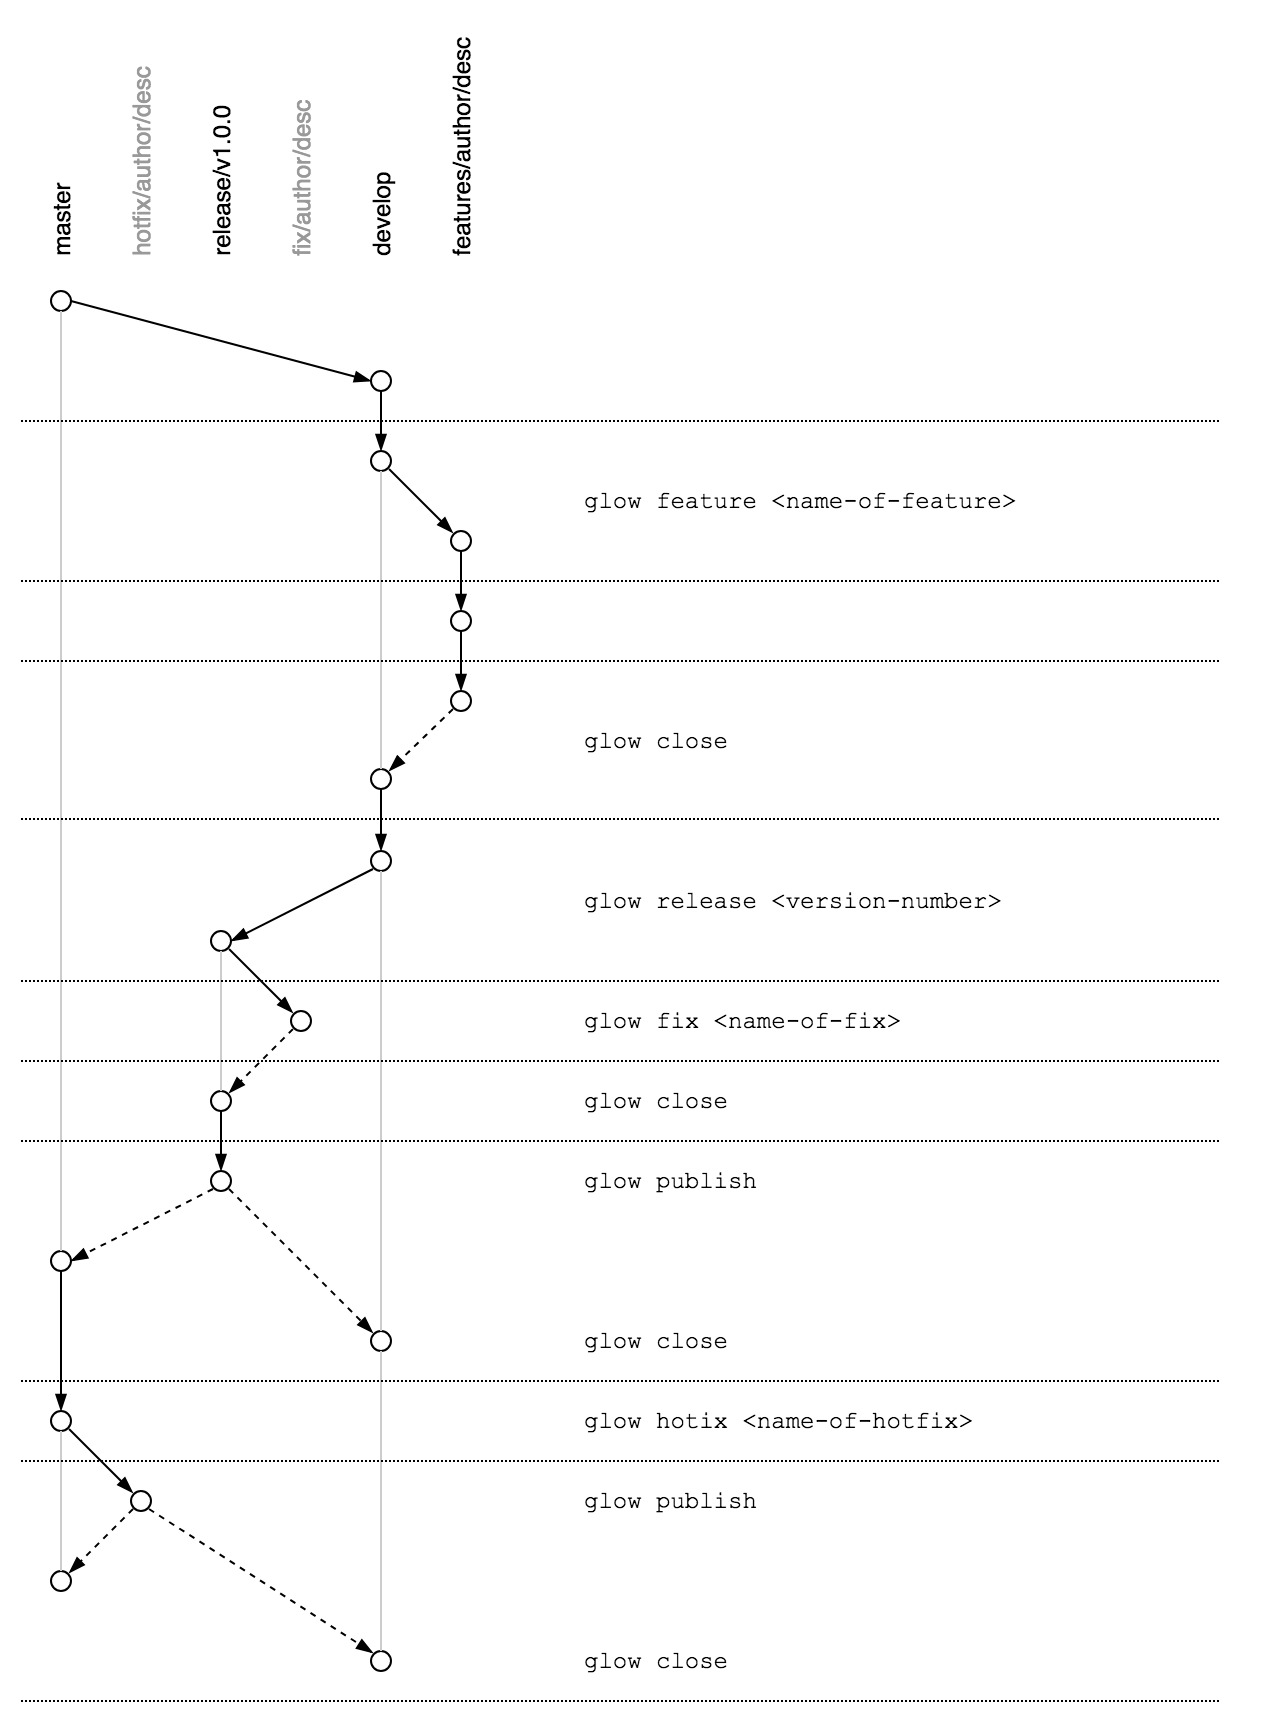 master
hotfix/author/desc
release/v1.0.0
fix/author/desc
develop
features/author/desc
glow feature <name-of-feature>
glow close
glow release <version-number>
glow fix <name-of-fix>
glow close
glow publish
glow close
glow hotix <name-of-hotfix>
glow publish
glow close